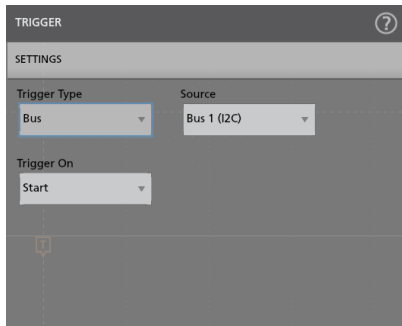 TRIGGER ?
SETTINGS
Trigger Type Source
Bus Bus 1 (I2C)
Trigger On
Start
T